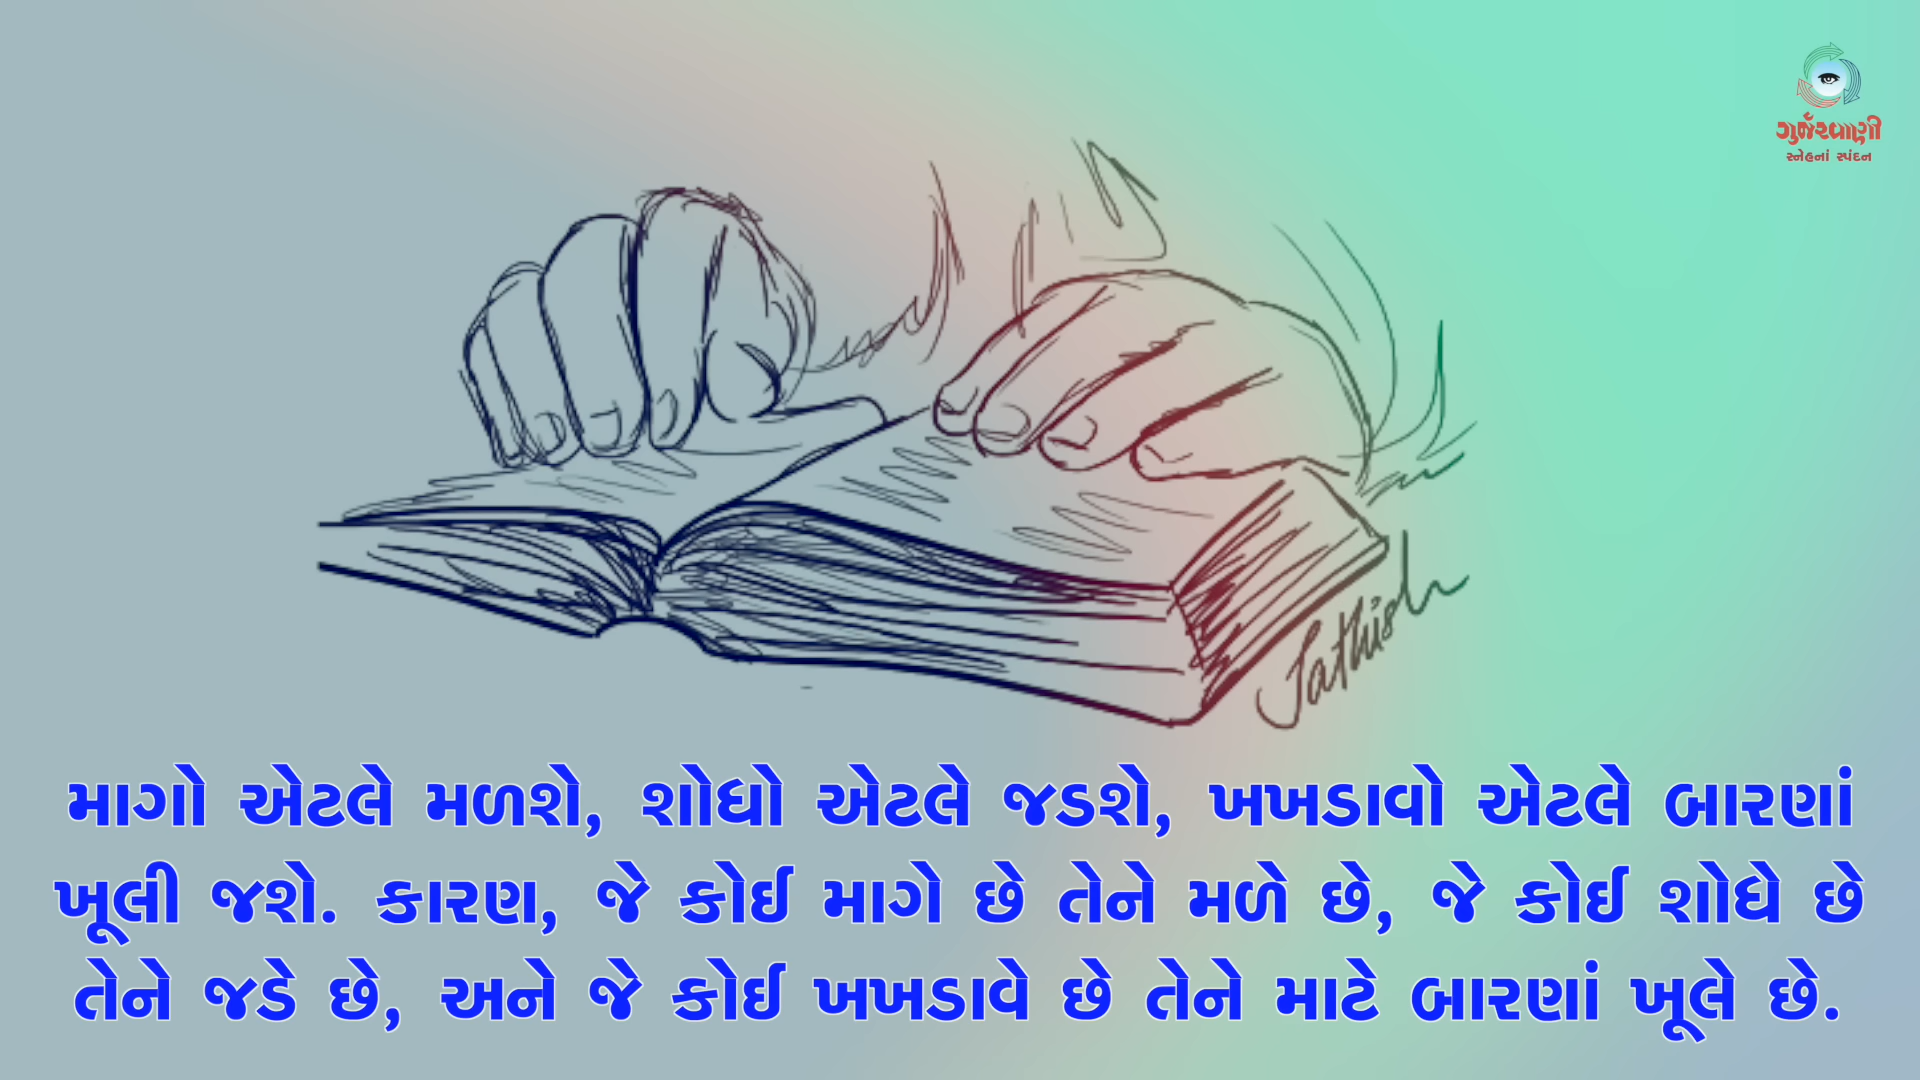 ગુર્જરવાણી
સ્નેહનાં સ્પંદન
Jathish
માગો એટલે મળશે, શોધો એટલે જડશે, ખખડાવો એટલે બારણાં
ખૂલી જશે. કારણ, જે કોઈ માગે છે તેને મળે છે, જે કોઈ શોધે છે
તેને જડે છે, અને જે કોઈ ખખડાવે છે તેને માટે બારણાં ખૂલે છે.